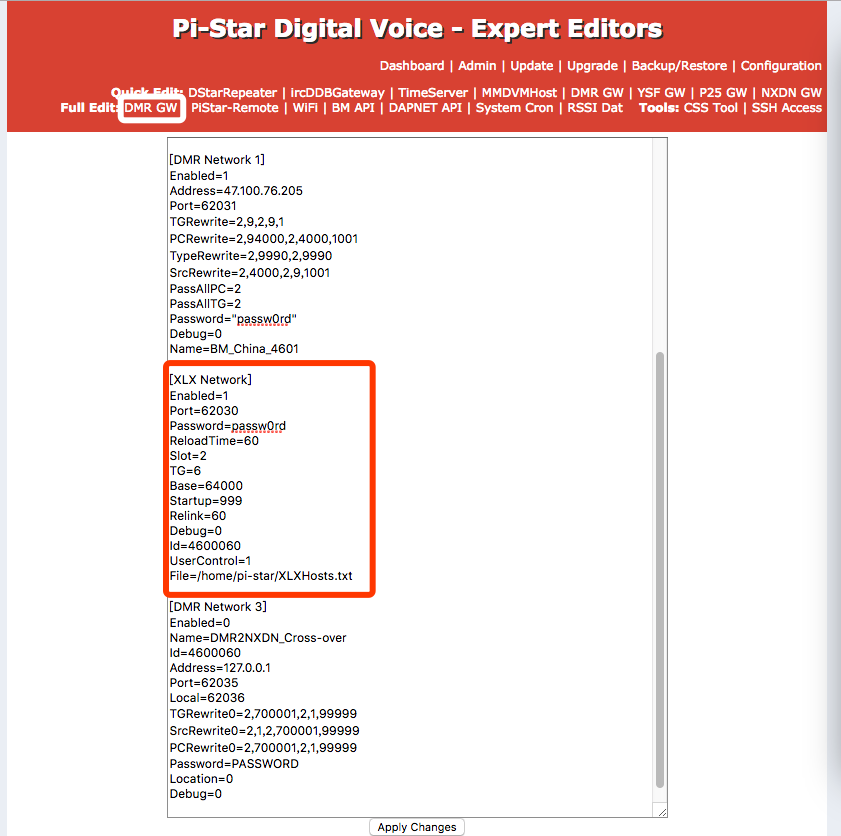 Pi-Star Digital Voice - Expert Editors
Dashboard | Admin | Update | Upgrade | Backup/Restore | Configuration
Quick Edit: DStarRepeater | ircDDBGateway | TimeServer | MMDVMHost | DMR GW | YSF GW | P25 GW | NXDN GW
Full Edit: DMR GW PiStar-Remote | WiFi | BM API | DAPNET API | System Cron | RSSI Dat Tools: CSS Tool | SSH Access
[DMR Network 1]
Enabled=1
Address=47.100.76.205
Port=62031
TGRewrite=2,9,2,9,1
PCRewrite=2,94000,2,4000,1001
TypeRewrite=2,9990,2,9990
SrcRewrite=2,4000,2,9,1001
PassAllPC=2
PassAllTG=2
Password="passw0rd"
Debug=0
Name=BM_China_4601
[XLX Network]
Enabled=1
Port=62030
Password=passw0rd
ReloadTime=60
Slot=2
TG=6
Base=64000
Startup=999
Relink=60
Debug=0
Id=4600060
UserControl=1
File=/home/pi-star/XLXHosts.txt
[DMR Network 3]
Enabled=0
Name=DMR2NXDN_Cross-over
Id=4600060
Address=127.0.0.1
Port=62035
Local=62036
TGRewrite0=2,700001,2,1,99999
SrcRewrite0=2,1,2,700001,99999
PCRewrite0=2,700001,2,1,99999
Password=PASSWORD
Location=0
Debug=0
Apply Changes